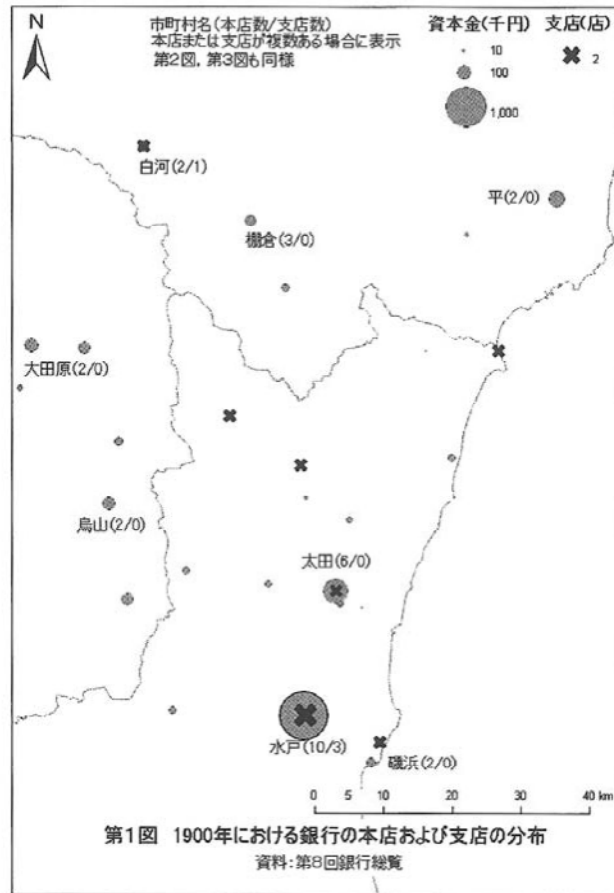 N
市町村名(本店数/支店数)
本店または支店が複数ある場合に表示
第2図,第3図も同様
資本金(千円)
10
100
1,000
支店(店)
2
白河(2/1)
平(2/0)
棚倉(3/0)
大田原(2/0)
烏山(2/0)
太田(6/0)
水戸(10/3)
磯浜(2/0)
0 5 10 20 30 40 km
第1図 1900年における銀行の本店および支店の分布
資料:第8回銀行総覧